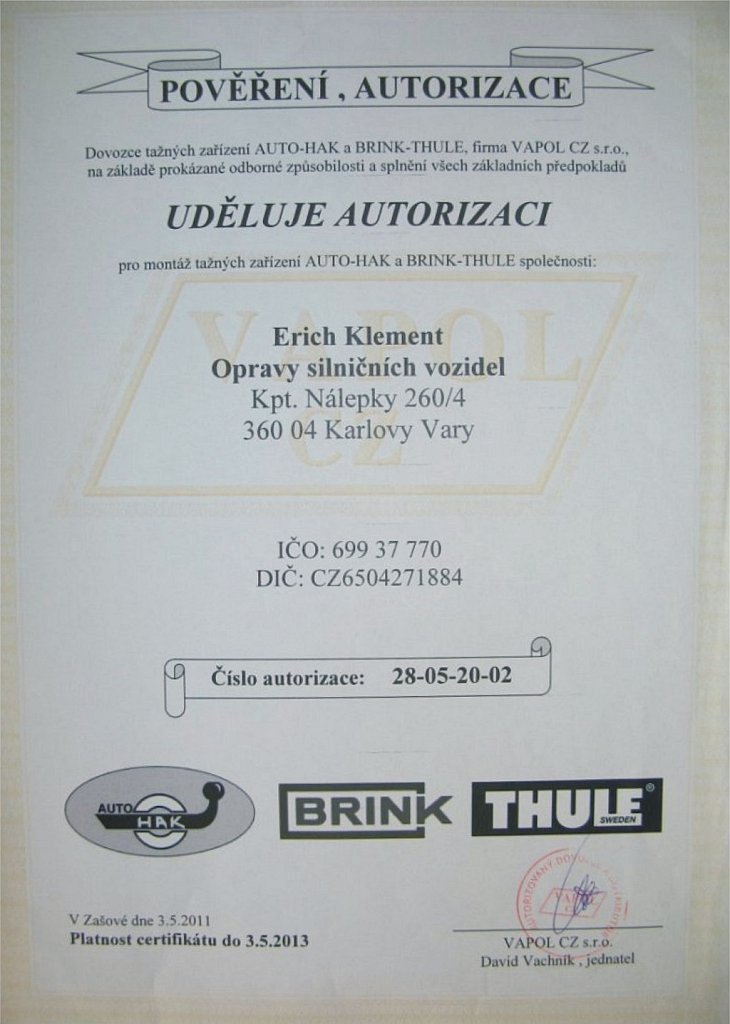 POVĚŘENÍ , AUTORIZACE
Dovozce tažných zařízení AUTO-HAK a BRINK-THULE, firma VAPOL CZ s.r.o.,
na základě prokázané odborné způsobilosti a splnění všech základních předpokladů
UDĚLUJE AUTORIZACI
pro montáž tažných zařízení AUTO-HAK a BRINK-THULE společnosti:
VAPOL
CZ
Erich Klement
Opravy silničních vozidel
Kpt. Nálepky 260/4
360 04 Karlovy Vary
IČO: 699 37 770
DIČ: CZ6504271884
Číslo autorizace: 28-05-20-02
AUTO
HAK
BRINK
THULE®
SWEDEN
VAPOL
CZ
V Zašové dne 3.5.2011
Platnost certifikátu do 3.5.2013
VAPOL CZ s.r.o.
David Vachník , jednatel